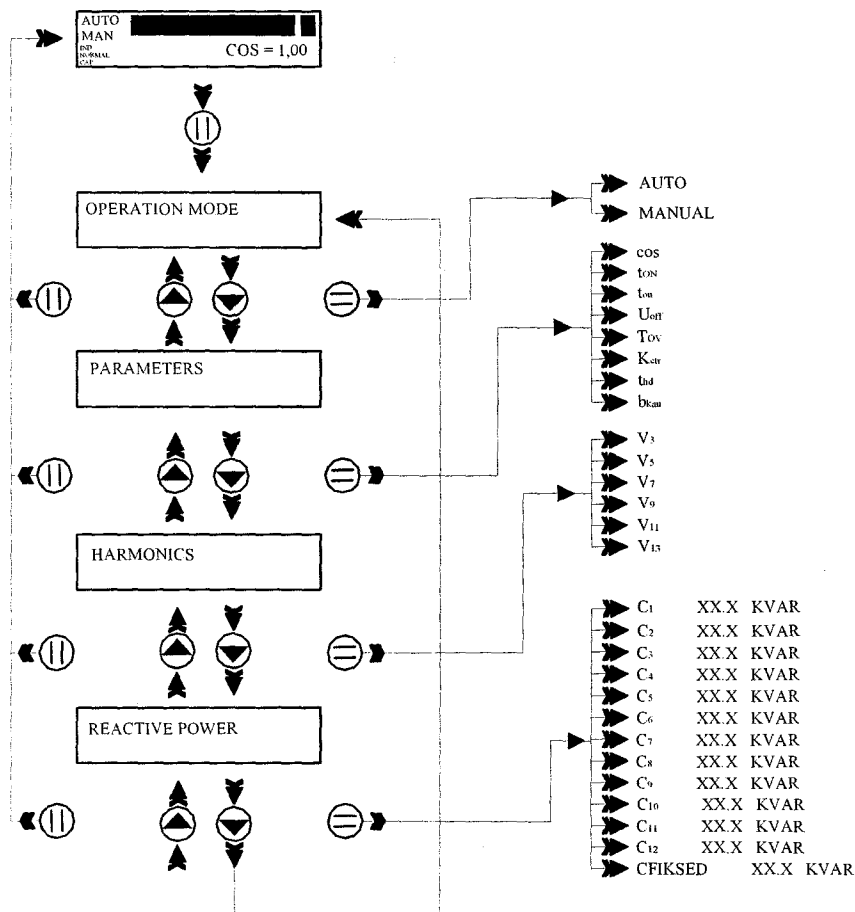 AUTO
MAN
IND
NORMAL
CAP
COS = 1,00
OPERATION MODE
AUTO
MANUAL
PARAMETERS
cos
tON
Uoff
TOV
Kctr
thd
bkau
HARMONICS
V3
V5
V7
V9
V11
V13
REACTIVE POWER
C1 XX.X KVAR
C2 XX.X KVAR
C3 XX.X KVAR
C4 XX.X KVAR
C5 XX.X KVAR
C6 XX.X KVAR
C7 XX.X KVAR
C8 XX.X KVAR
C9 XX.X KVAR
C10 XX.X KVAR
C11 XX.X KVAR
C12 XX.X KVAR
CFIKSED XX.X KVAR